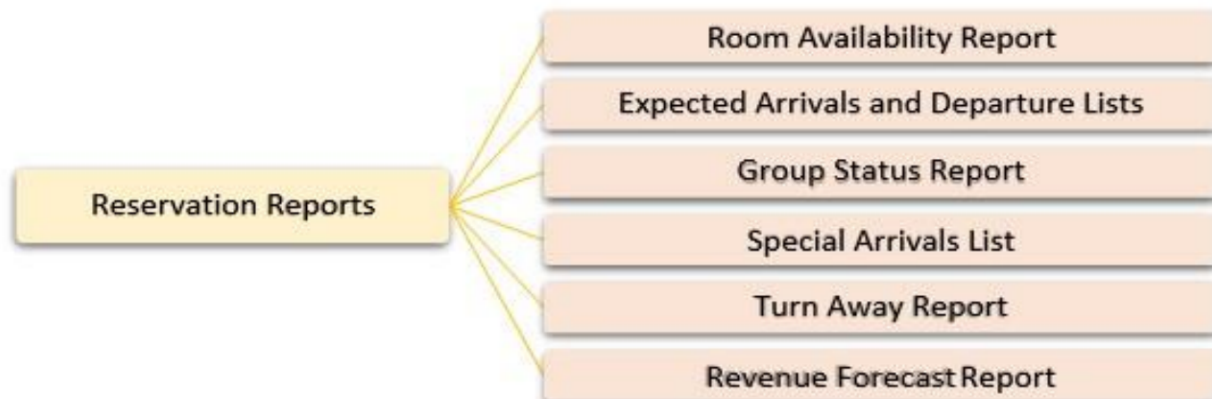 Reservation Reports
Room Availability Report
Expected Arrivals and Departure Lists
Group Status Report
Special Arrivals List
Turn Away Report
Revenue Forecast Report